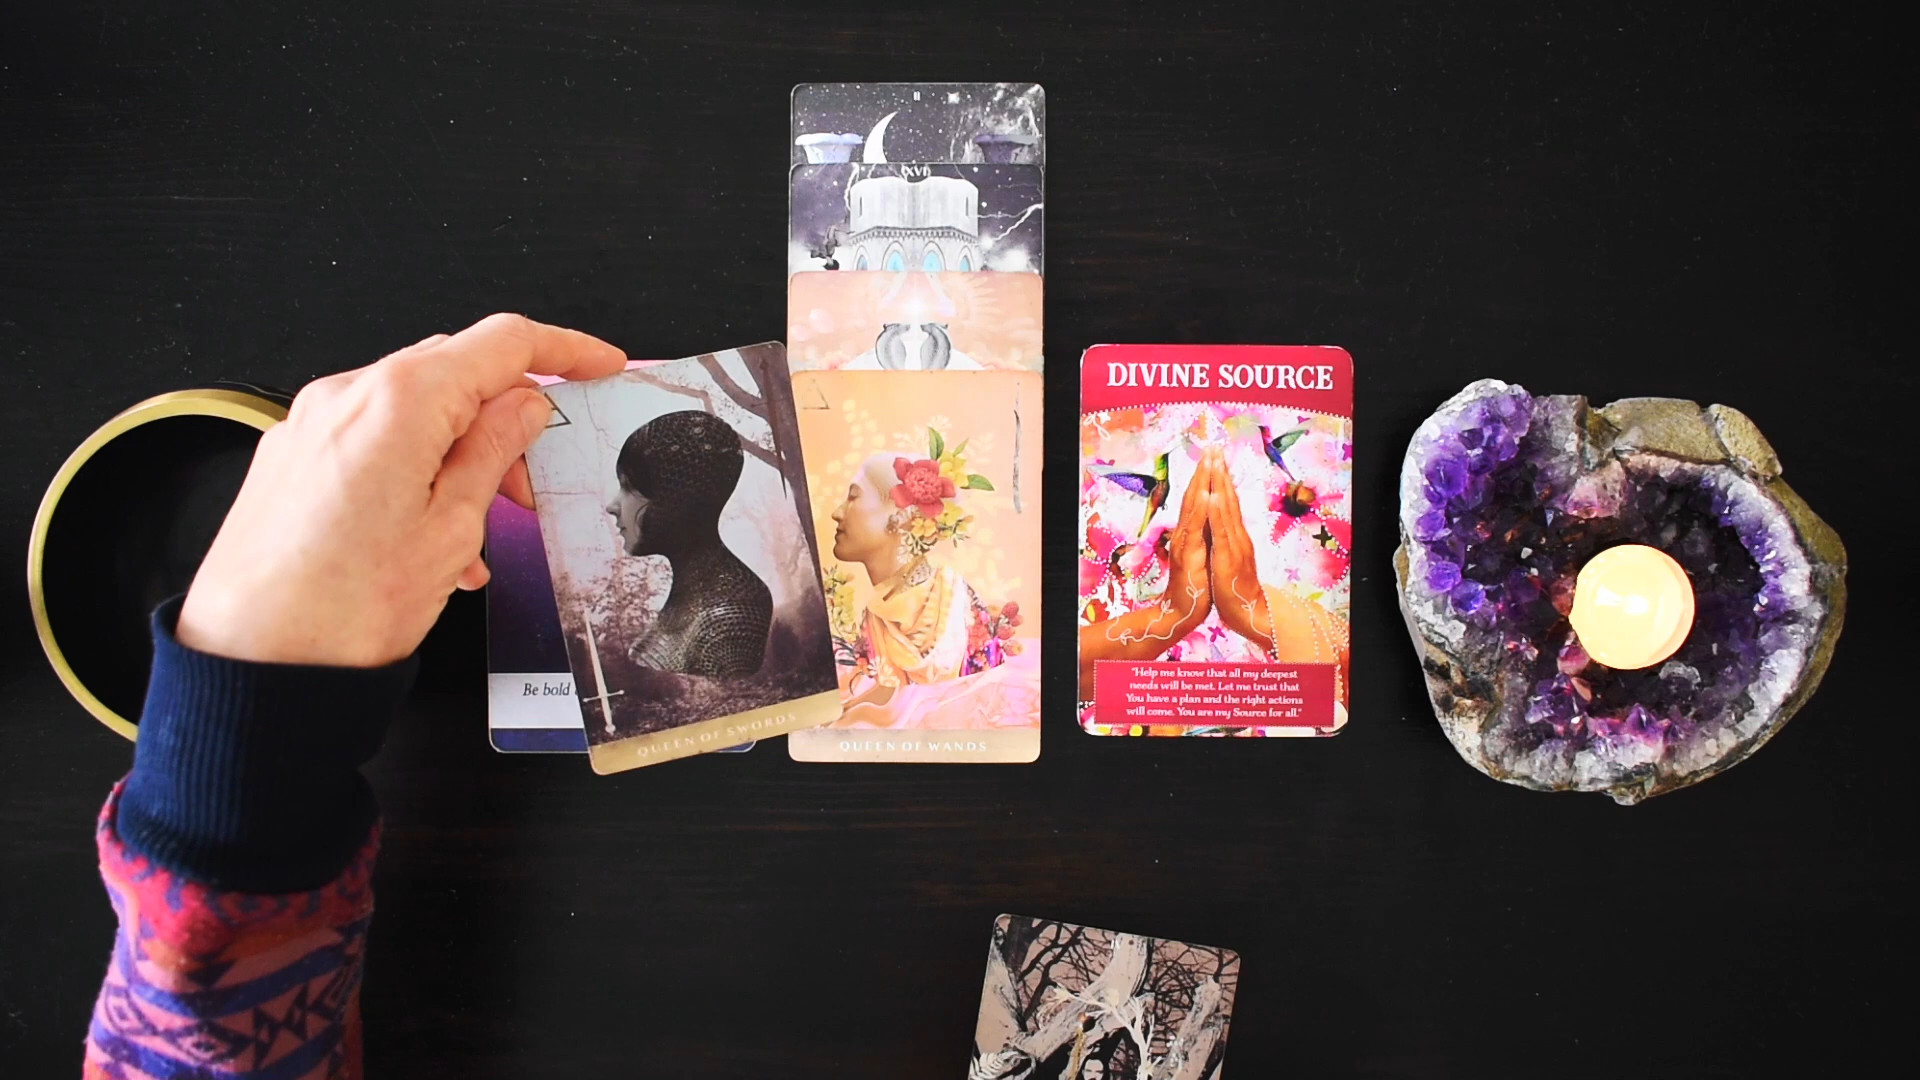 II
XVI
DIVINE SOURCE
"Help me know that all my deepest
needs will be met. Let me trust that
You have a plan and the right actions
will come. You are my Source for all."
Be bold
QUEEN OF SWORDS
QUEEN OF WANDS